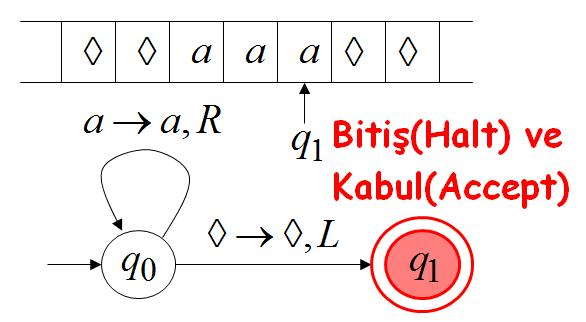 ◊ ◊ a a a ◊ ◊
a → a, R
q₁ Bitiş(Halt) ve
Kabul(Accept)
◊ → ◊, L
q₀ q₁